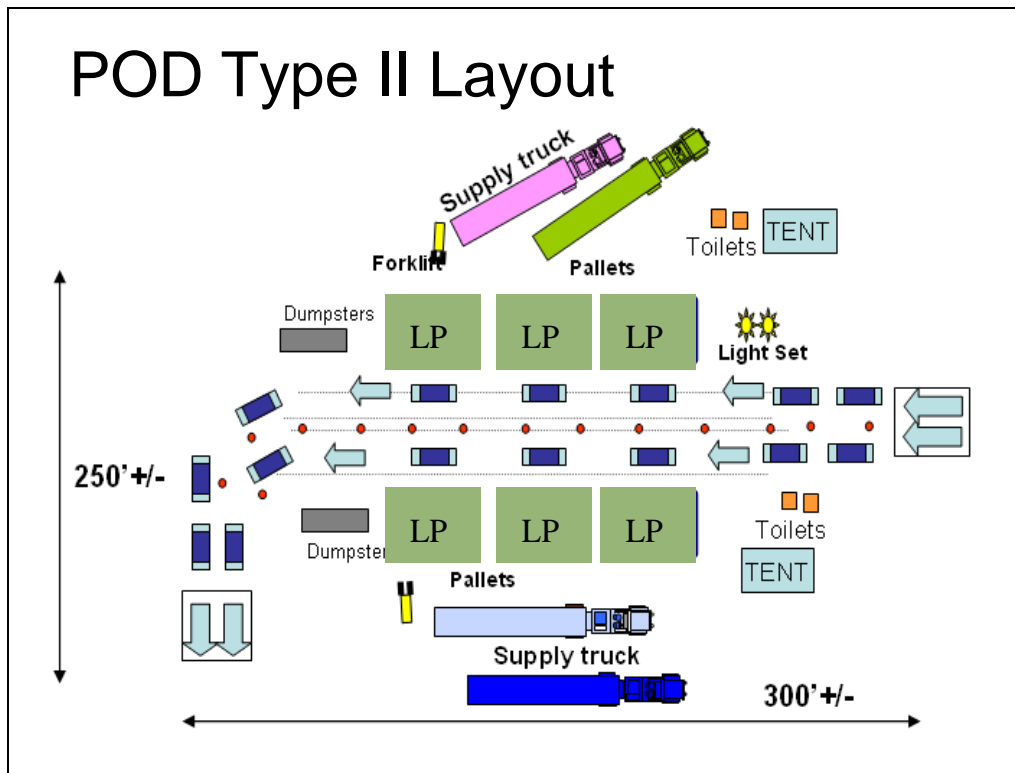 POD Type II Layout
Supply truck
Forklift
Pallets
Toilets
TENT
Dumpsters
LP LP LP
Light Set
250'+/-
LP LP LP
Dumpster
Toilets
TENT
Pallets
Supply truck
300'+/-